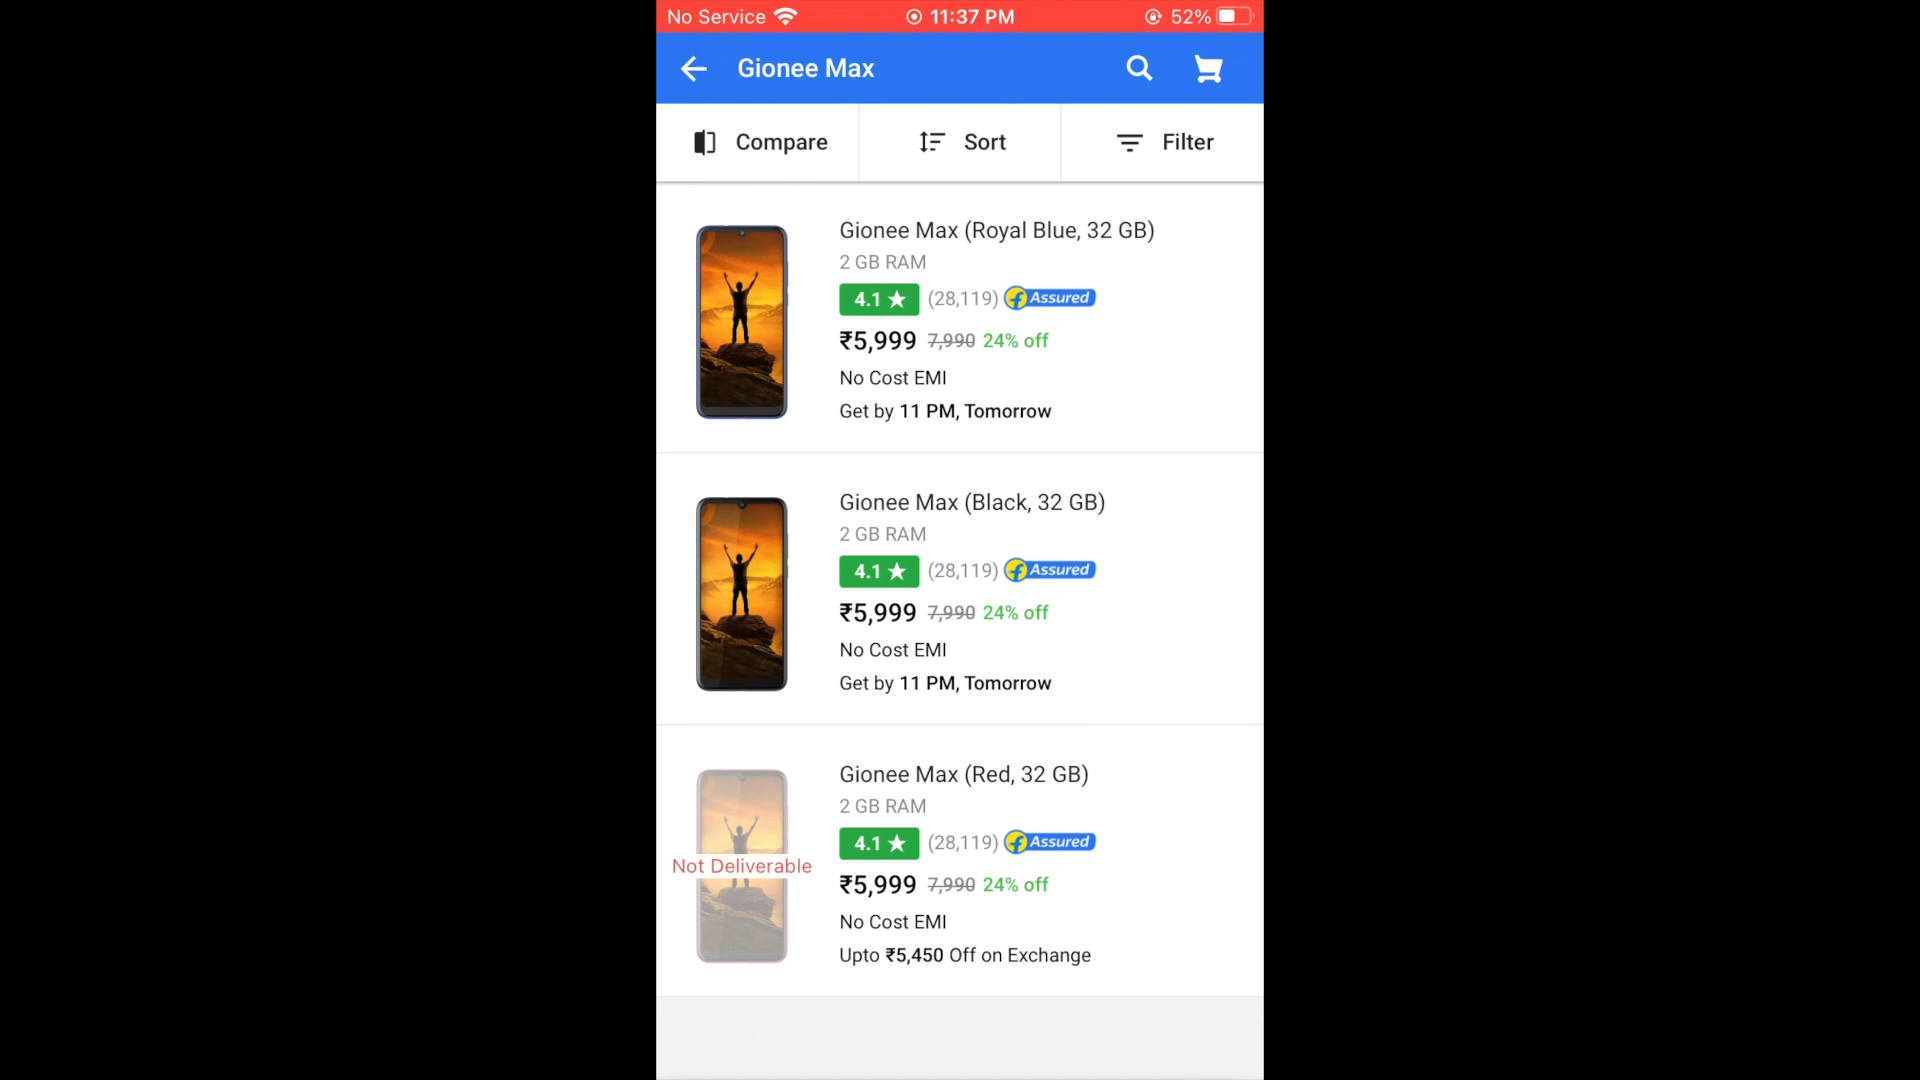 No Service 11:37 PM 52%
Gionee Max
Compare Sort Filter
Gionee Max (Royal Blue, 32 GB)
2 GB RAM
4.1 ★ (28,119) f Assured
₹5,999 7,990 24% off
No Cost EMI
Get by 11 PM, Tomorrow
Gionee Max (Black, 32 GB)
2 GB RAM
4.1 ★ (28,119) f Assured
₹5,999 7,990 24% off
No Cost EMI
Get by 11 PM, Tomorrow
Not Deliverable
Gionee Max (Red, 32 GB)
2 GB RAM
4.1 ★ (28,119) f Assured
₹5,999 7,990 24% off
No Cost EMI
Upto ₹5,450 Off on Exchange